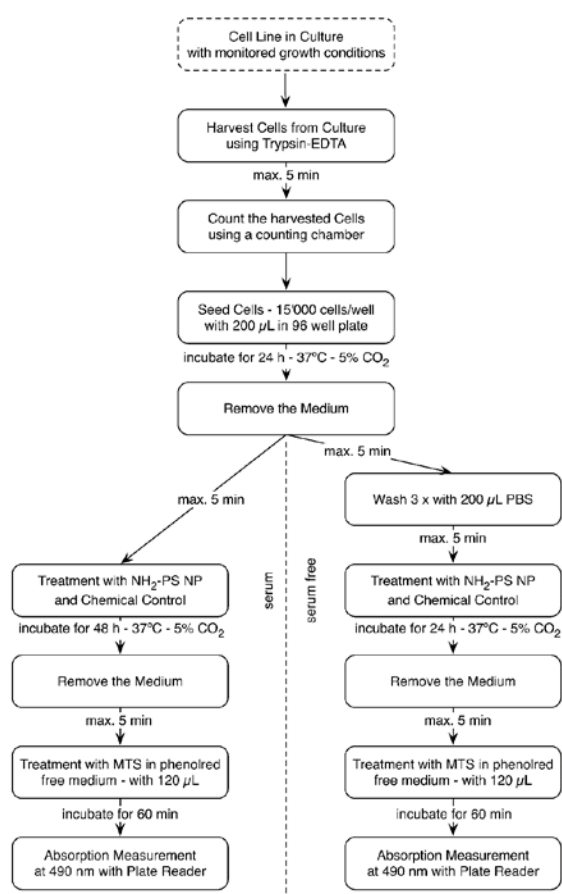 Cell Line in Culture
with monitored growth conditions
Harvest Cells from Culture
using Trypsin-EDTA
max. 5 min
Count the harvested Cells
using a counting chamber
Seed Cells - 15'000 cells/well
with 200 µL in 96 well plate
incubate for 24 h - 37°C - 5% CO₂
Remove the Medium
max. 5 min
max. 5 min
serum
serum free
Treatment with NH₂-PS NP
and Chemical Control
incubate for 48 h - 37°C - 5% CO₂
Remove the Medium
max. 5 min
Treatment with MTS in phenolred
free medium - with 120 µL
incubate for 60 min
Absorption Measurement
at 490 nm with Plate Reader
Wash 3 x with 200 µL PBS
max. 5 min
Treatment with NH₂-PS NP
and Chemical Control
incubate for 24 h - 37°C - 5% CO₂
Remove the Medium
max. 5 min
Treatment with MTS in phenolred
free medium - with 120 µL
incubate for 60 min
Absorption Measurement
at 490 nm with Plate Reader